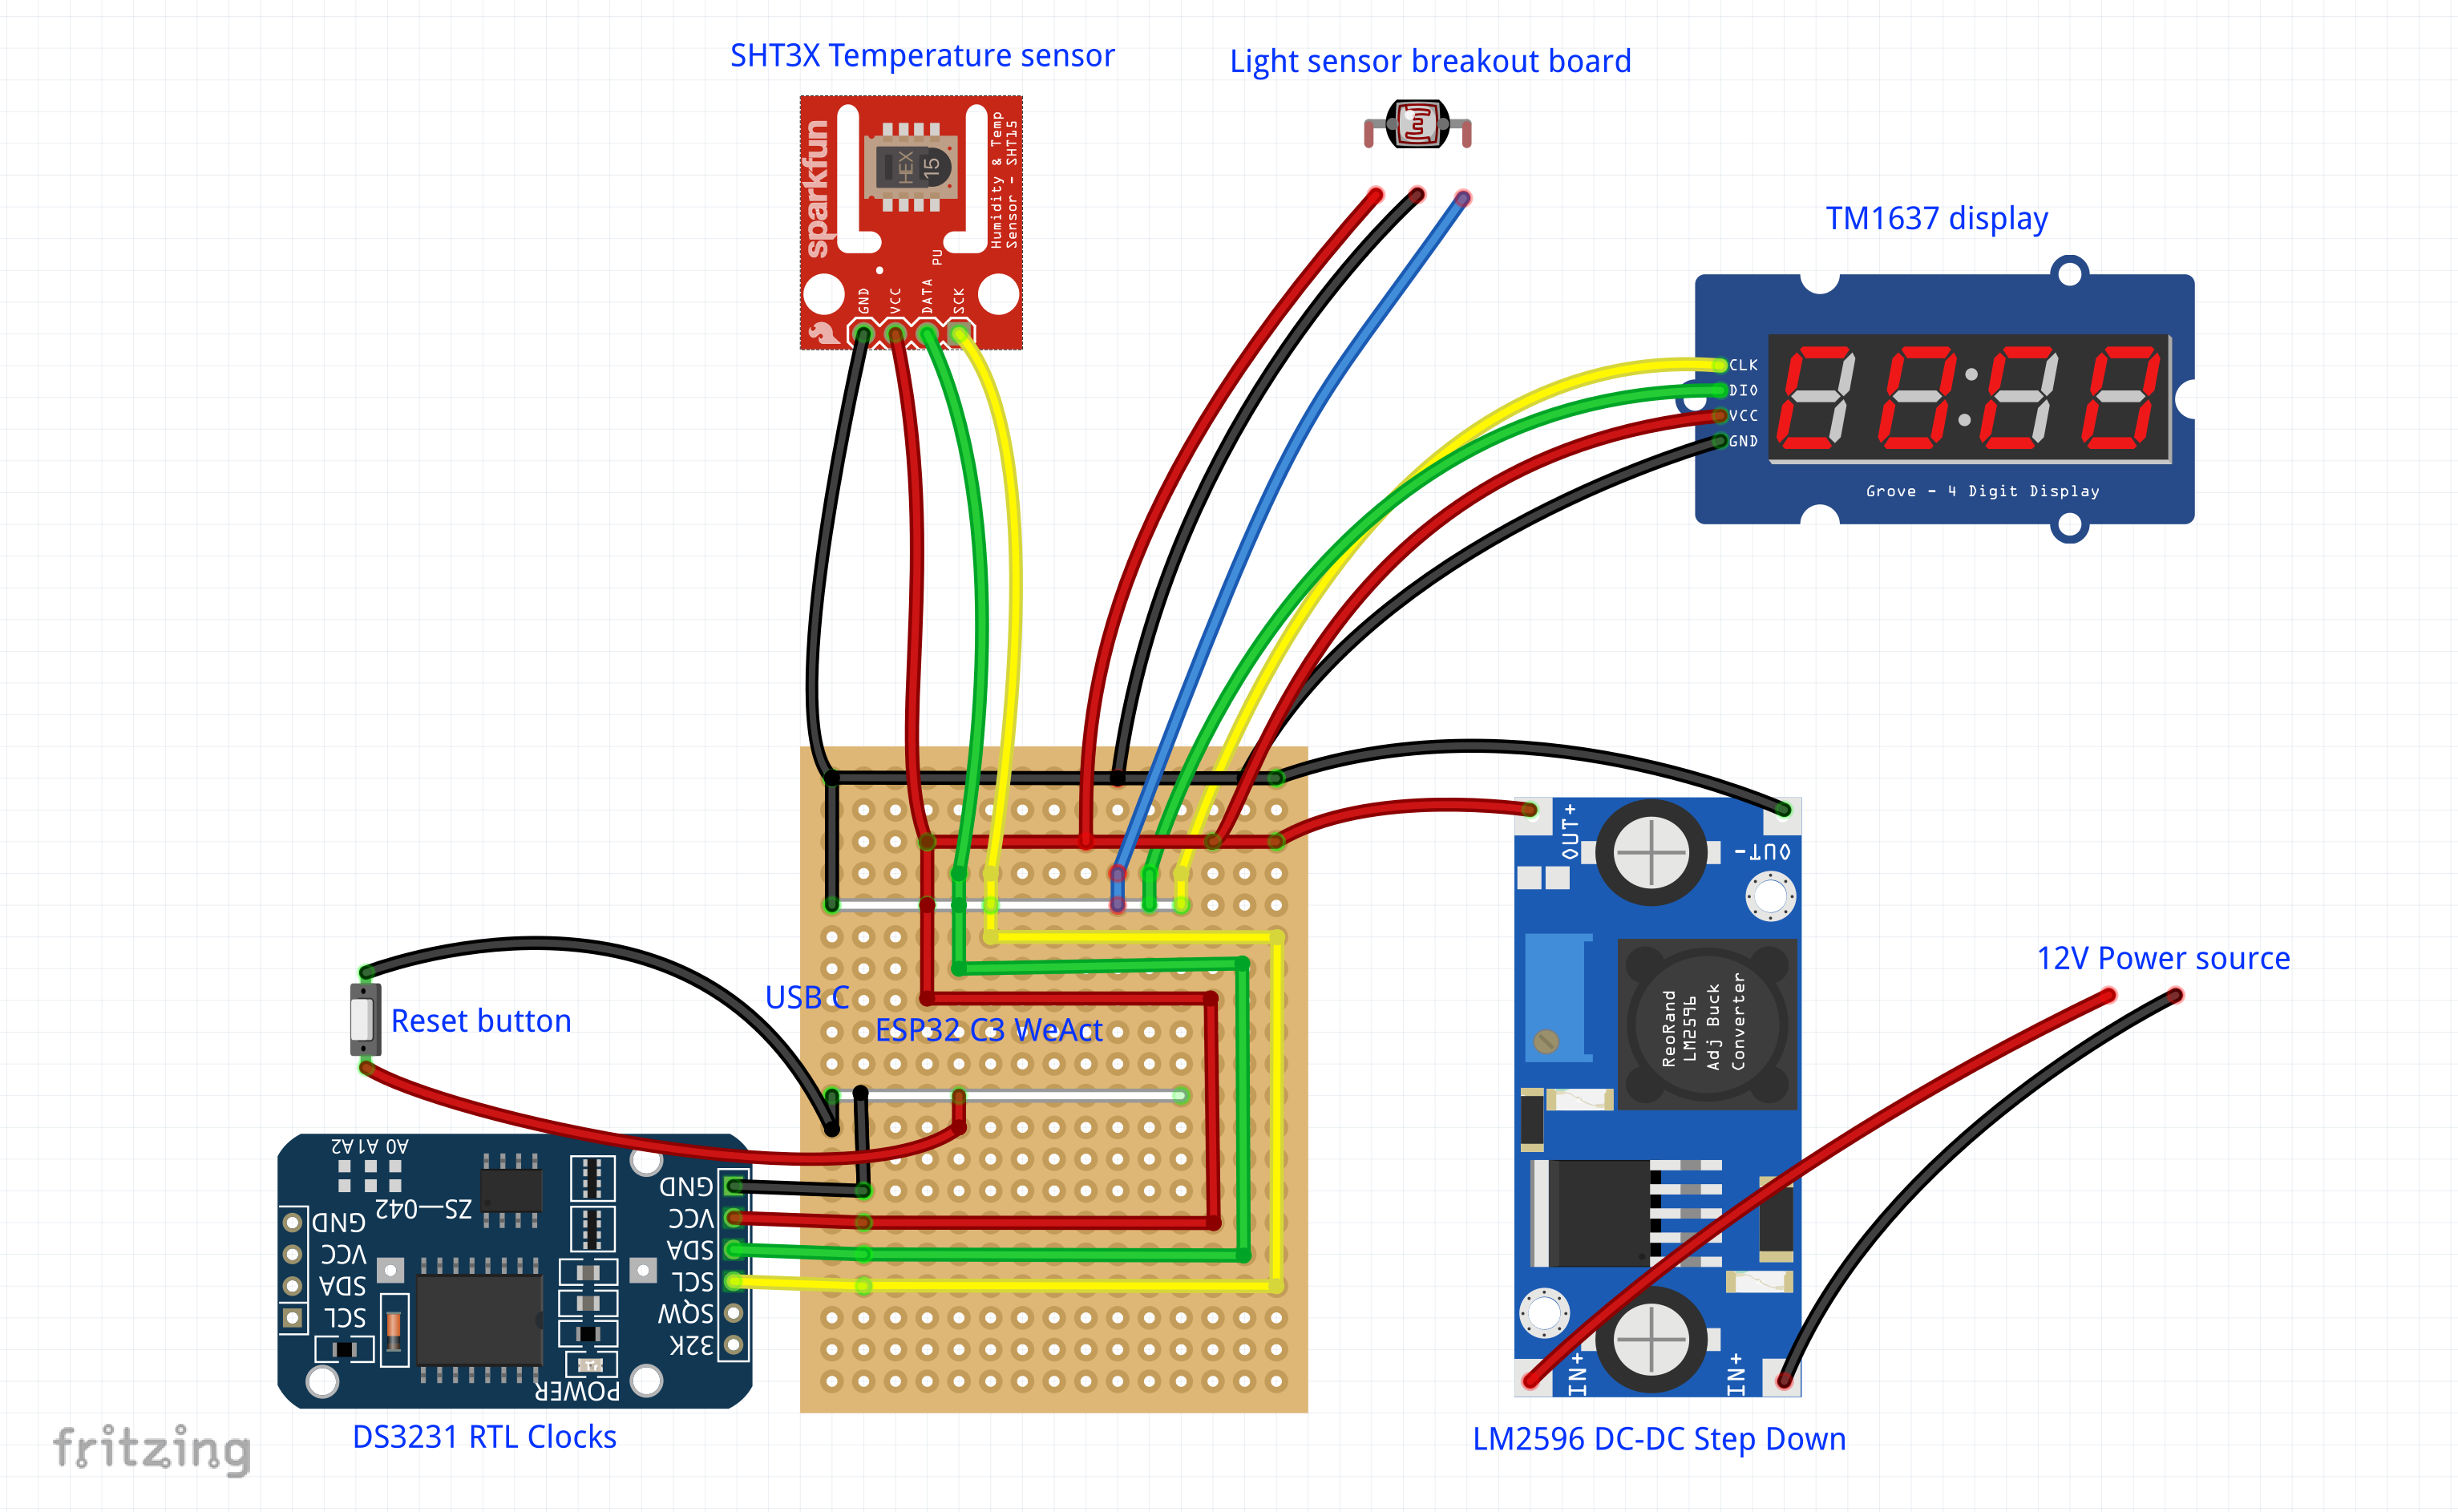 SHT3X Temperature sensor
Light sensor breakout board
sparkfun
HEX
15
Humidity & Temp
Sensor - SHT15
PU
GND
VCC
DATA
SCK
TM1637 display
CLK
DIO
VCC
GND
Grove - 4 Digit Display
OUT+
OUT-
ReoRand
LM2596
Adj Buck
Converter
IN+
IN+
12V Power source
USB C
ESP32 C3 WeAct
Reset button
A0 A1 A2
ZS—042
GND
VCC
SDA
SCL
GND
VCC
SDA
SCL
SQW
32K
POWER
DS3231 RTL Clocks
LM2596 DC-DC Step Down
fritzing